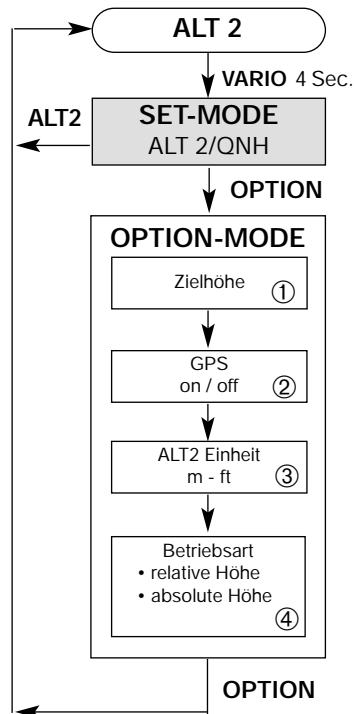 ALT 2
VARIO 4 Sec.
ALT2
SET-MODE
ALT 2/QNH
OPTION
OPTION-MODE
Zielhöhe
①
GPS
on / off
②
ALT2 Einheit
m - ft
③
Betriebsart
• relative Höhe
• absolute Höhe
④
OPTION